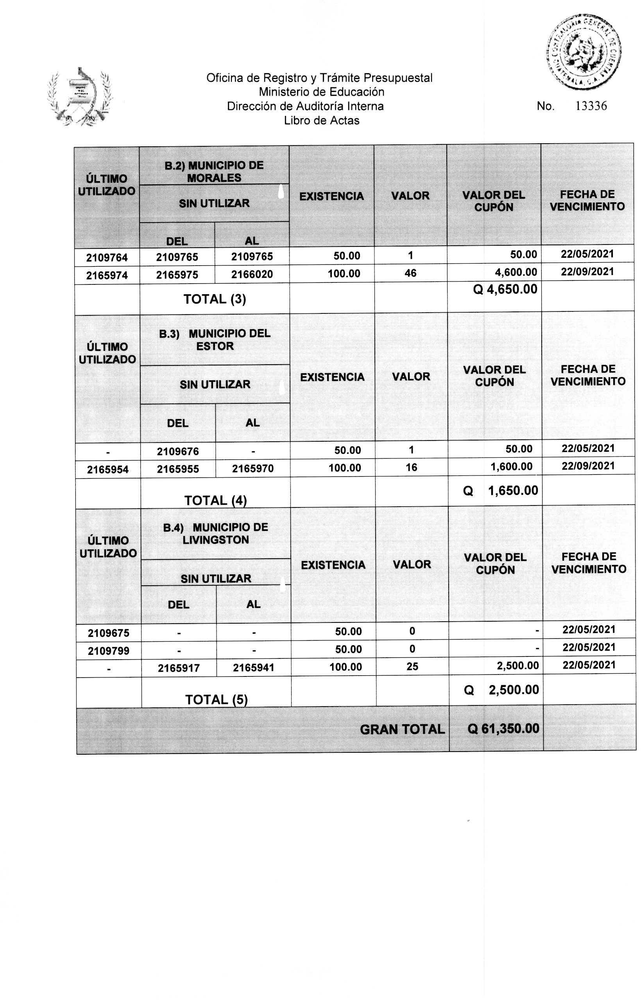 CONTRALORIA GENERAL DE CUENTAS
GUATEMALA, C.A.
Oficina de Registro y Trámite Presupuestal
Ministerio de Educación
Dirección de Auditoría Interna
Libro de Actas
No. 13336
ÚLTIMO UTILIZADO
B.2) MUNICIPIO DE MORALES
SIN UTILIZAR
DEL AL
EXISTENCIA VALOR VALOR DEL CUPÓN FECHA DE VENCIMIENTO
2109764 2109765 2109765 50.00 1 50.00 22/05/2021
2165974 2165975 2166020 100.00 46 4,600.00 22/09/2021
TOTAL (3) Q 4,650.00
ÚLTIMO UTILIZADO
B.3) MUNICIPIO DEL ESTOR
SIN UTILIZAR
DEL AL
EXISTENCIA VALOR VALOR DEL CUPÓN FECHA DE VENCIMIENTO
- 2109676 - 50.00 1 50.00 22/05/2021
2165954 2165955 2165970 100.00 16 1,600.00 22/09/2021
TOTAL (4) Q 1,650.00
ÚLTIMO UTILIZADO
B.4) MUNICIPIO DE LIVINGSTON
SIN UTILIZAR
DEL AL
EXISTENCIA VALOR VALOR DEL CUPÓN FECHA DE VENCIMIENTO
2109675 - - 50.00 0 - 22/05/2021
2109799 - - 50.00 0 - 22/05/2021
- 2165917 2165941 100.00 25 2,500.00 22/05/2021
TOTAL (5) Q 2,500.00
GRAN TOTAL Q 61,350.00